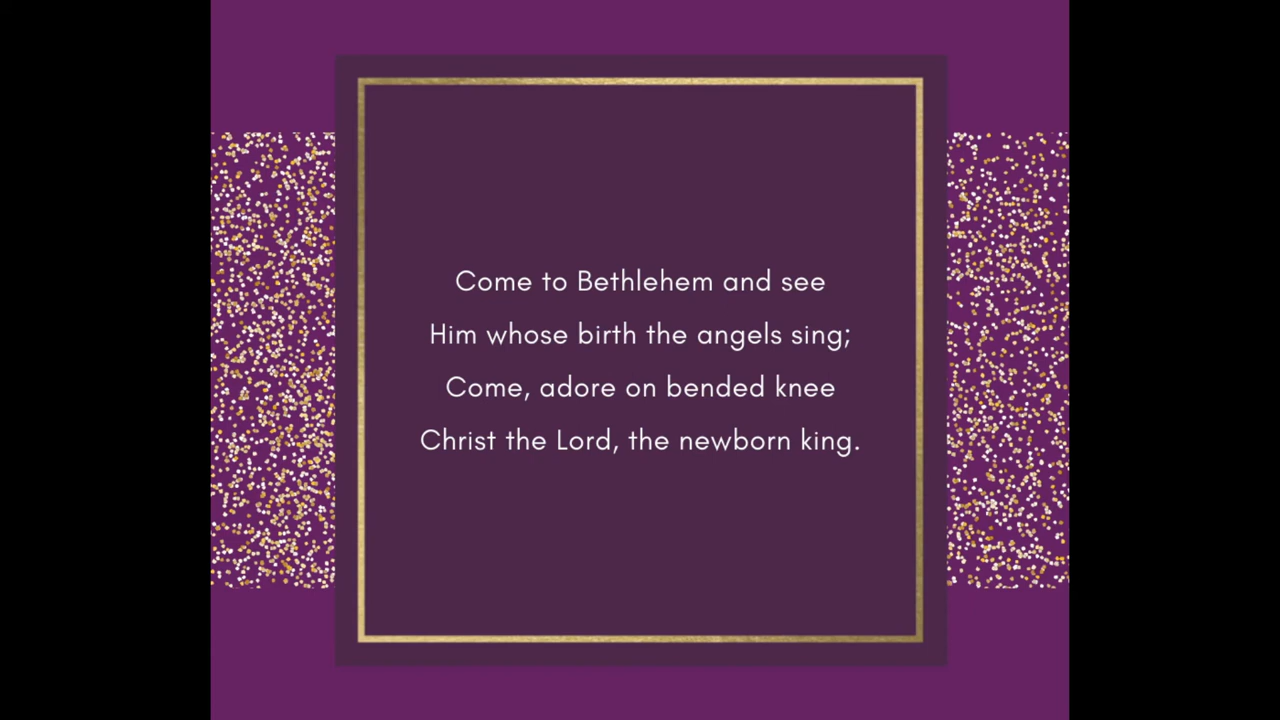 Come to Bethlehem and see
Him whose birth the angels sing;
Come, adore on bended knee
Christ the Lord, the newborn king.